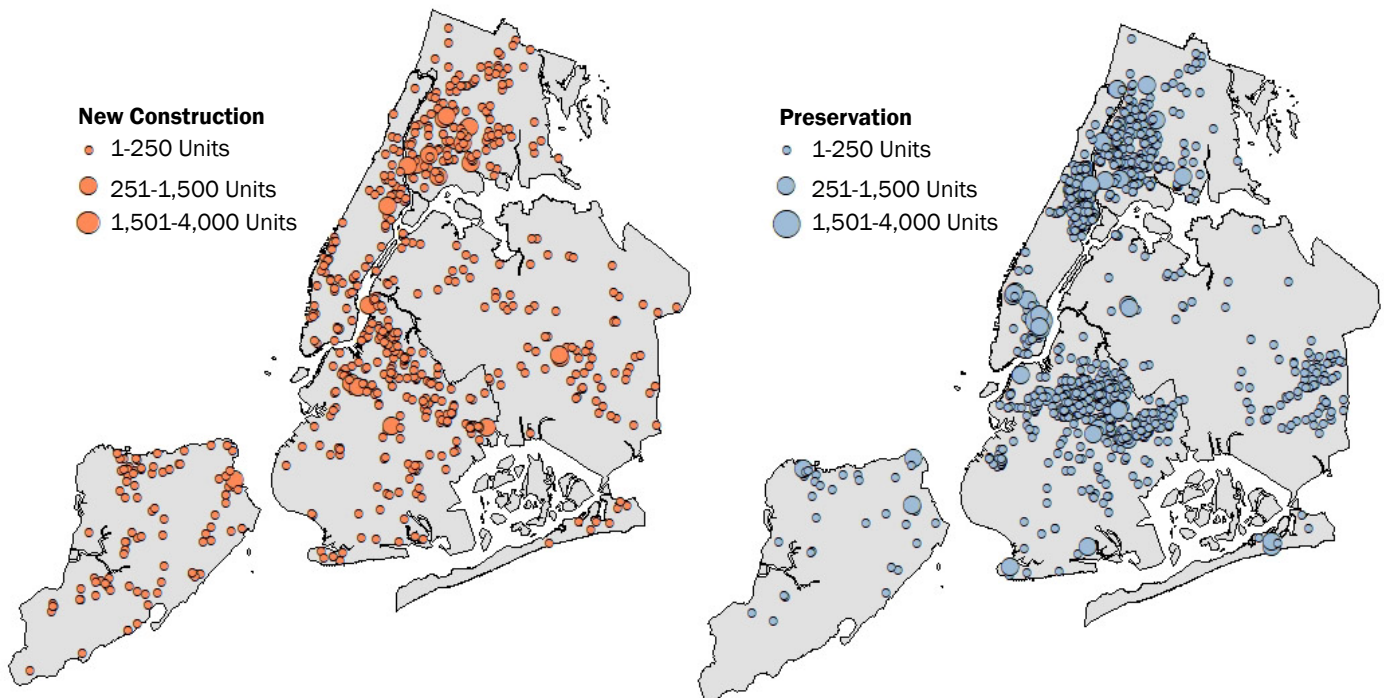 New Construction
1-250 Units
251-1,500 Units
1,501-4,000 Units
Preservation
1-250 Units
251-1,500 Units
1,501-4,000 Units